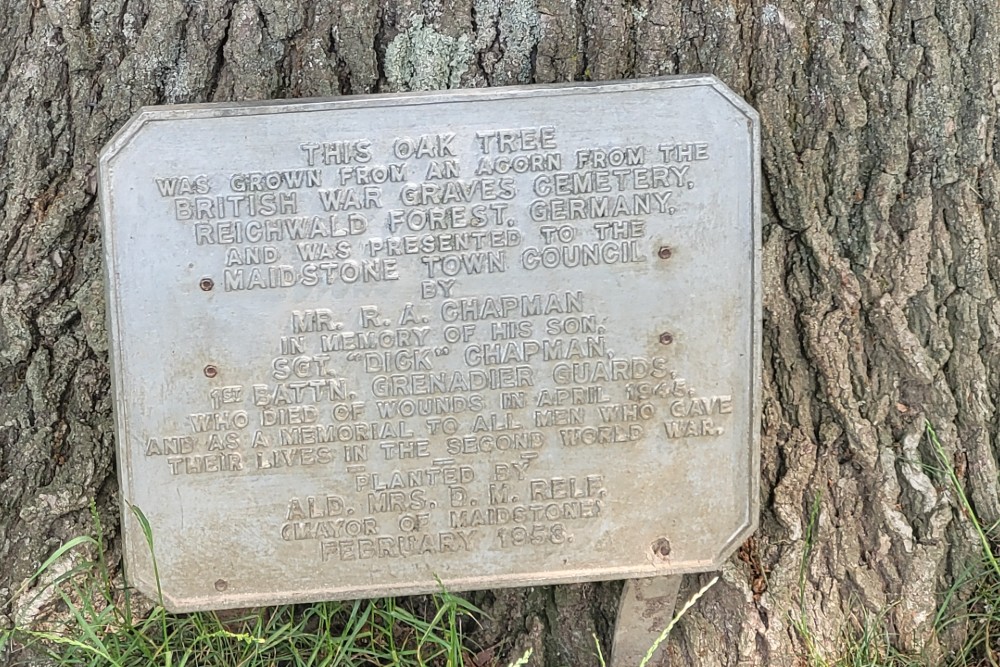 THIS OAK TREE
WAS GROWN FROM AN ACORN FROM THE
BRITISH WAR GRAVES CEMETERY,
REICHWALD FOREST, GERMANY,
AND WAS PRESENTED TO THE
MAIDSTONE TOWN COUNCIL
BY
MR. R. A. CHAPMAN
IN MEMORY OF HIS SON,
SGT. "DICK" CHAPMAN,
1ST BATTN. GRENADIER GUARDS,
WHO DIED OF WOUNDS IN APRIL 1945,
AND AS A MEMORIAL TO ALL MEN WHO GAVE
THEIR LIVES IN THE SECOND WORLD WAR.
PLANTED BY
ALD. MRS. D. M. RELF,
(MAYOR OF MAIDSTONE)
FEBRUARY 1958.